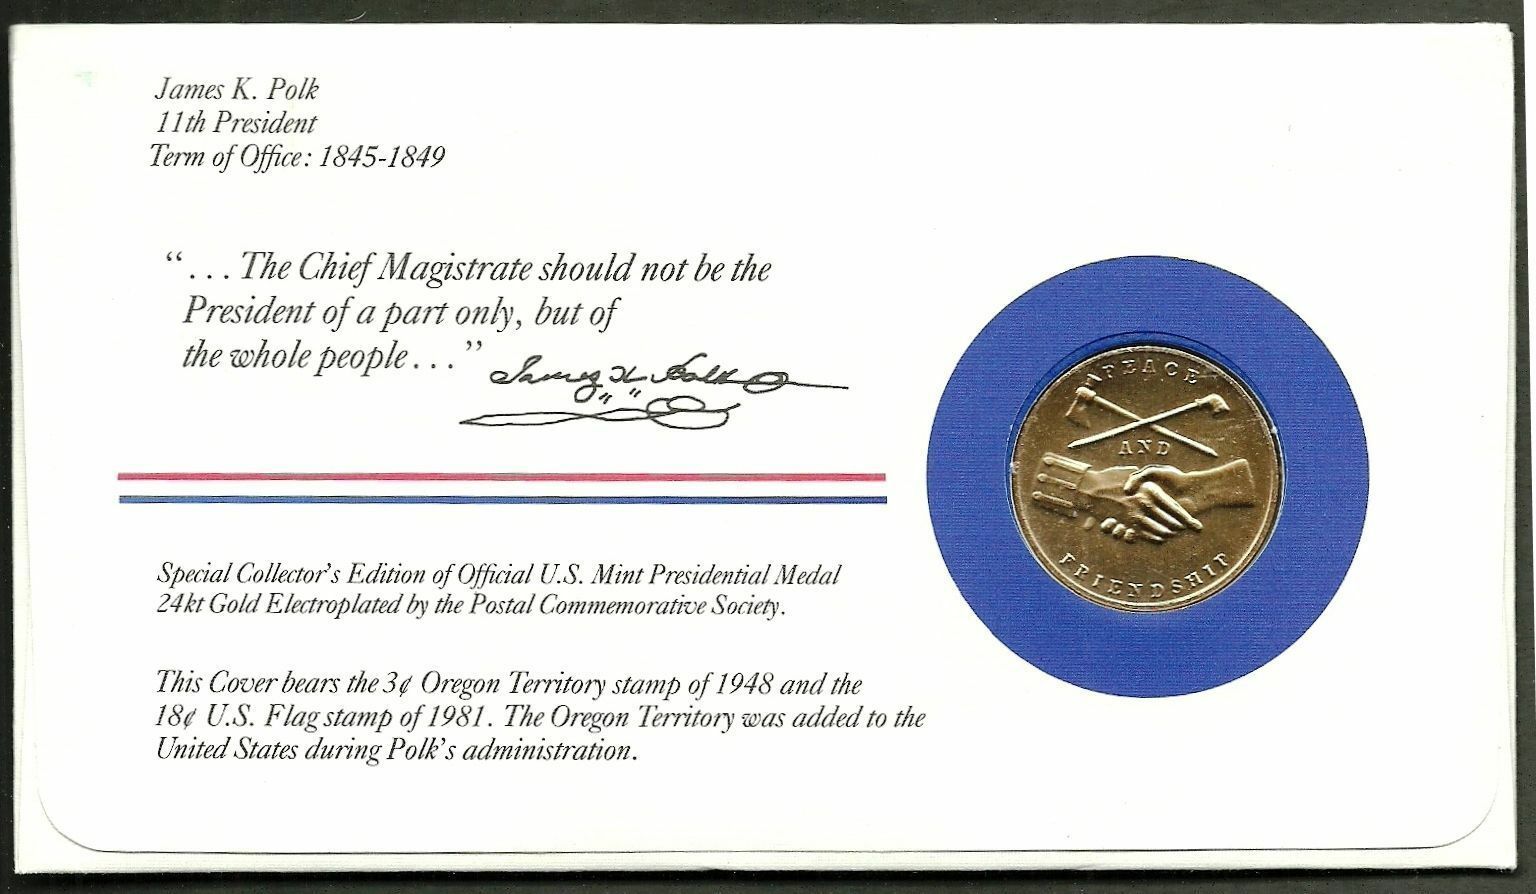 James K. Polk
11th President
Term of Office: 1845-1849
“... The Chief Magistrate should not be the
President of a part only, but of
the whole people...”
James K. Polk
PEACE
AND
FRIENDSHIP
Special Collector's Edition of Official U.S. Mint Presidential Medal
24kt Gold Electroplated by the Postal Commemorative Society.
This Cover bears the 3¢ Oregon Territory stamp of 1948 and the
18¢ U.S. Flag stamp of 1981. The Oregon Territory was added to the
United States during Polk's administration.